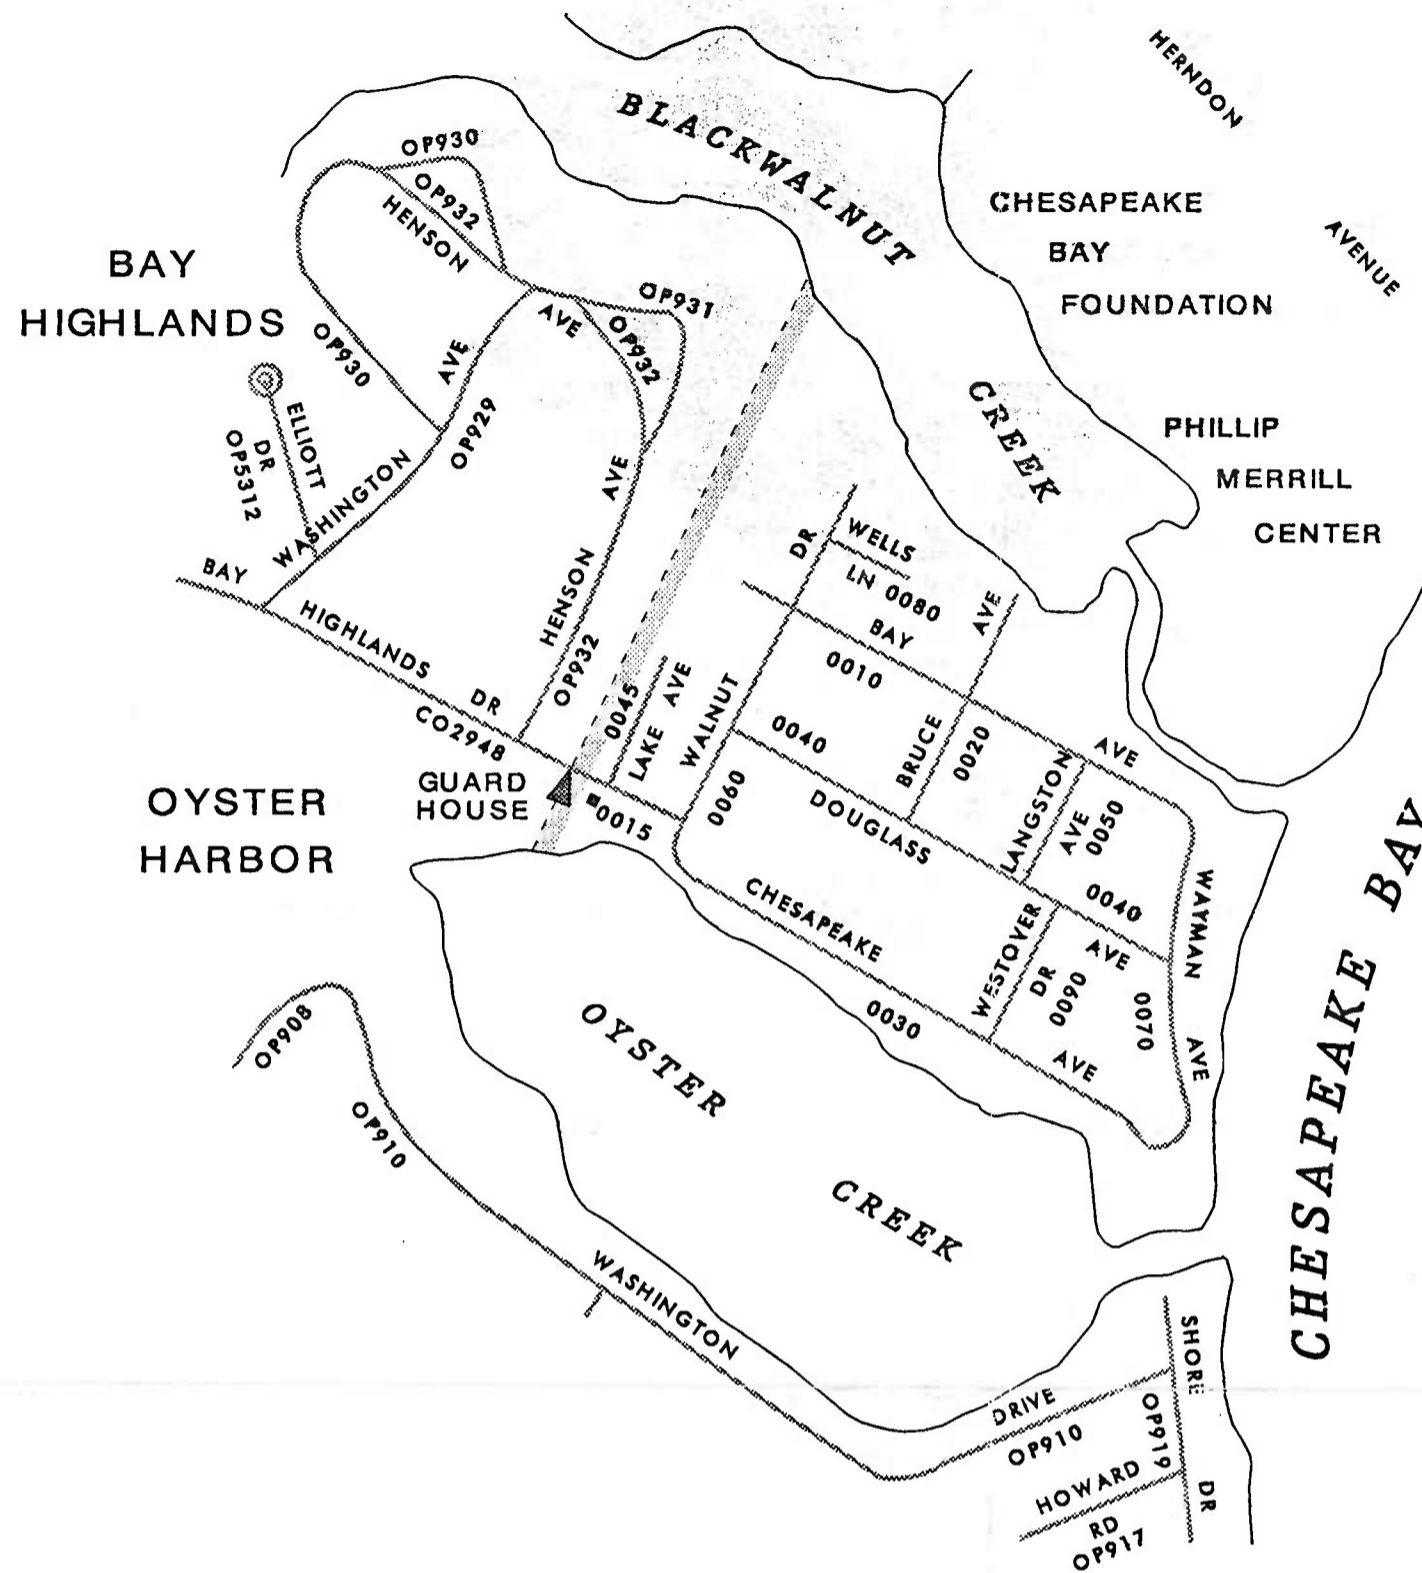 HERNDON
AVENUE
BLACKWALNUT
CREEK
CHESAPEAKE
BAY
FOUNDATION
PHILLIP
MERRILL
CENTER
OP930
OP932
HENSON
AVE
OP931
OP932
BAY
HIGHLANDS
OP930
AVE
OP929
WASHINGTON
ELLIOTT
DR
OP5312
BAY
HIGHLANDS
DR
CO2948
AVE
HENSON
OP932
0045
LAKE AVE
DR
WALNUT
0060
WELLS
LN 0080
BAY
0010
AVE
AVE
BRUCE
0020
0040
DOUGLASS
0040
AVE
LANGSTON
AVE
0050
WAYMAN
AVE
0070
WESTOVER
DR
0090
GUARD
HOUSE
0015
CHESAPEAKE
0030
AVE
OYSTER
HARBOR
OYSTER
CREEK
CHESAPEAKE BAY
OP908
OP910
WASHINGTON
DRIVE
OP910
SHORE
DR
OP919
HOWARD
RD
OP917